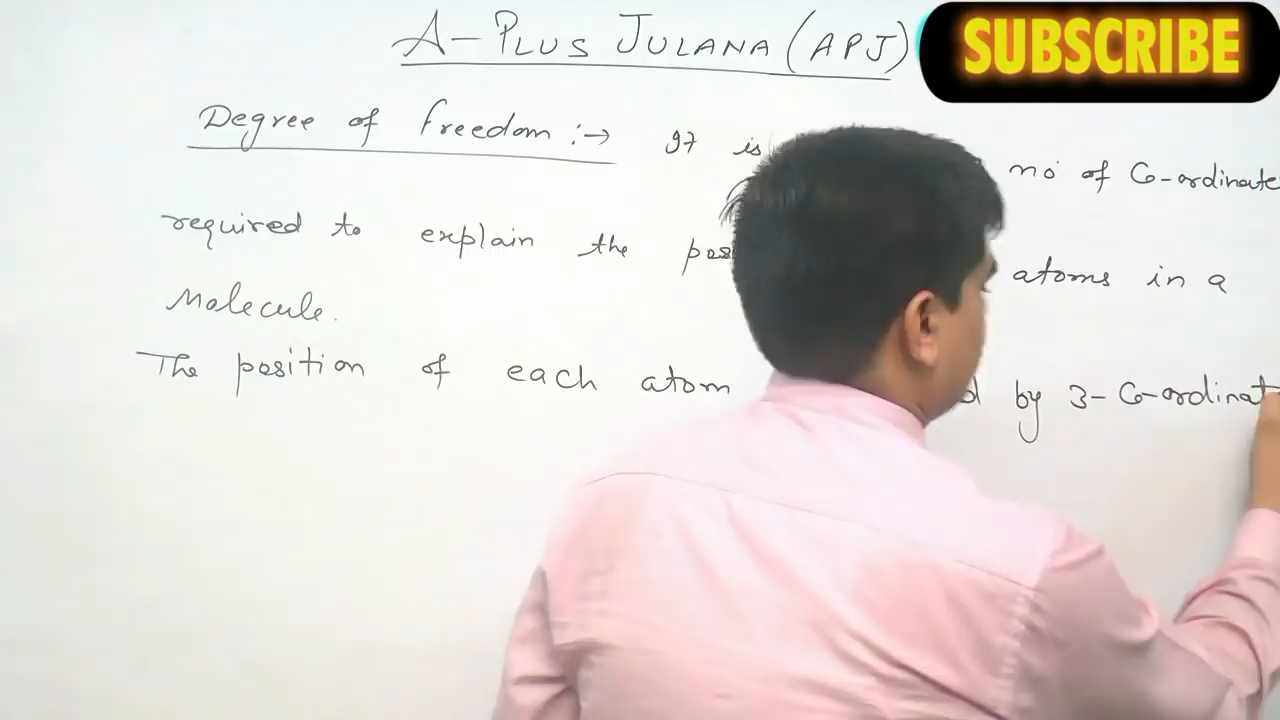 A-PLUS JULANA (APJ)
SUBSCRIBE
Degree of freedom :→ It is no of Co-ordinate
required to explain the pos atoms in a
Molecule.
The position of each atom by 3-Co-ordinat